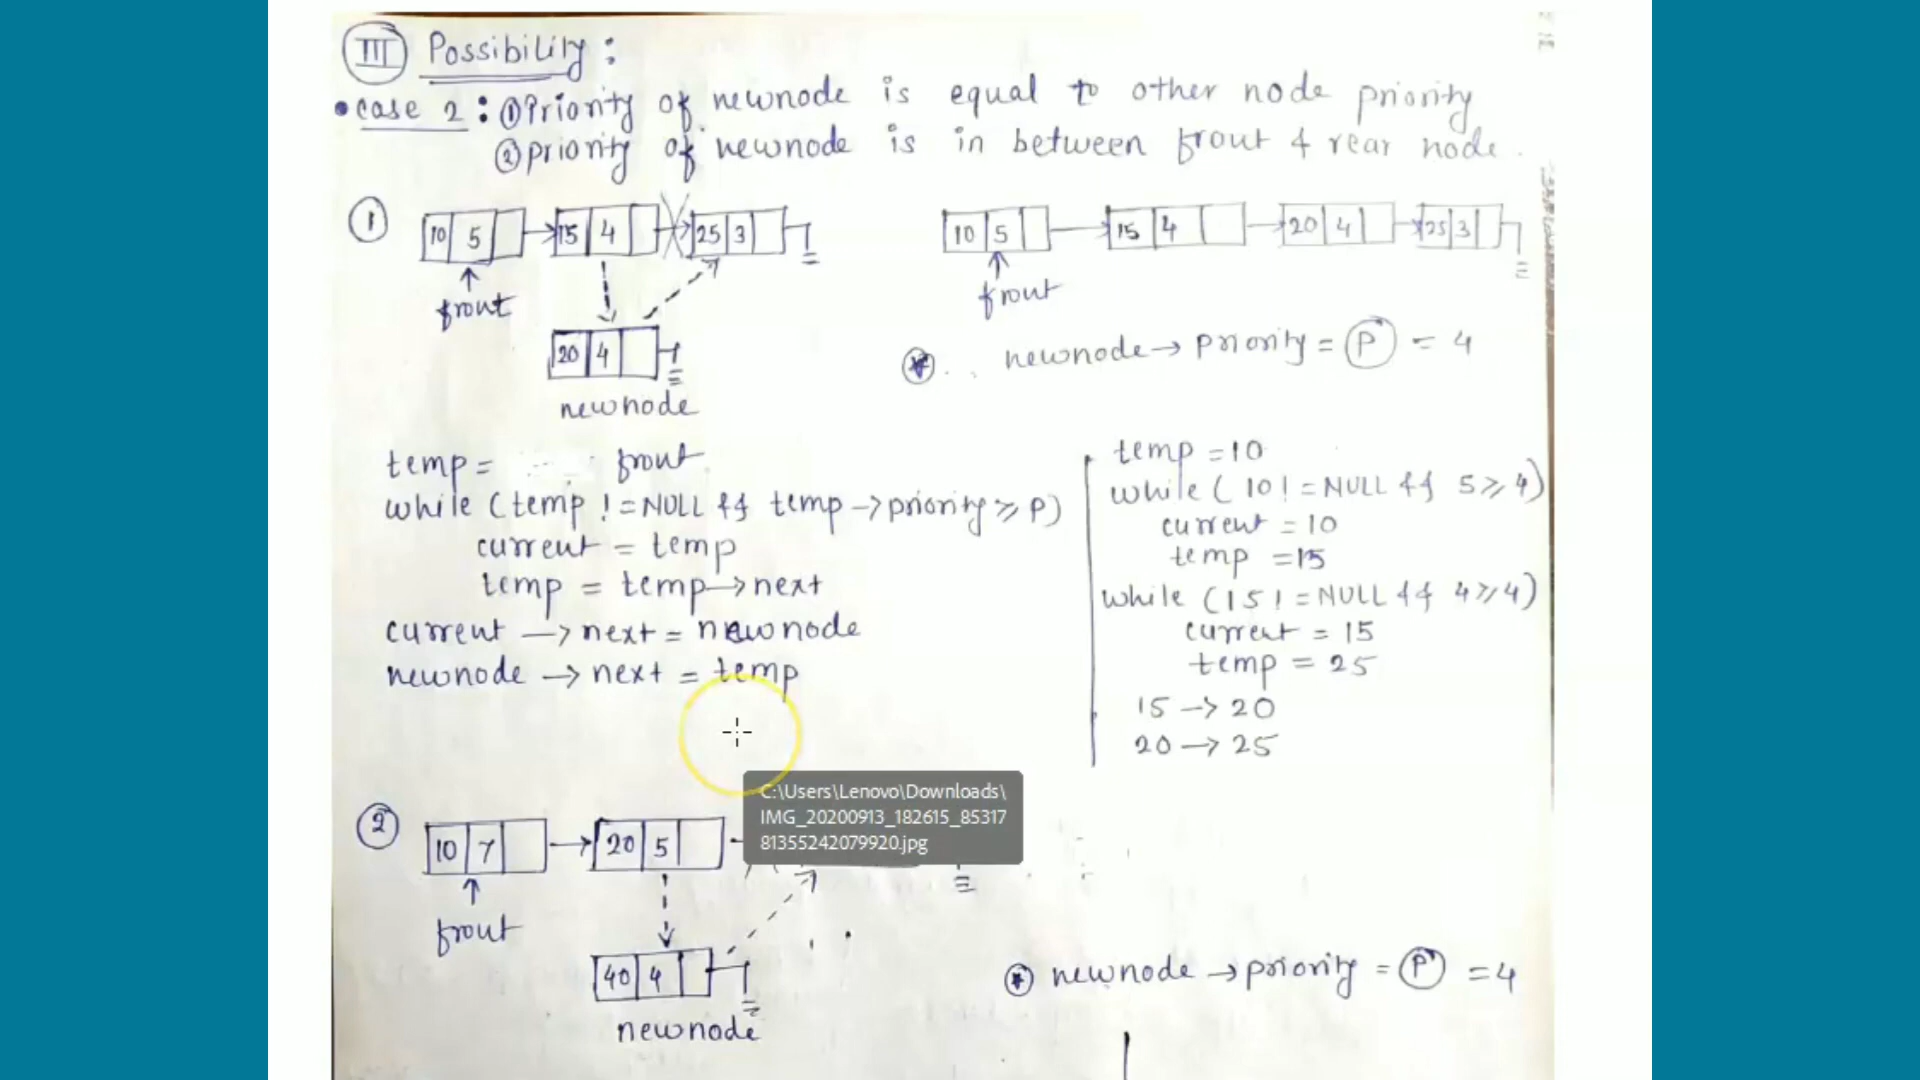 III Possibility:
• case 2: ① Priority of newnode is equal to other node priority
② priority of newnode is in between front & rear node.
①
10 5 → 15 4 → 25 3
front
20 4
newnode
10 5 → 15 4 → 20 4 → 25 3
front
newnode → priority = P = 4
temp = front
while (temp != NULL && temp → priority ≥ P)
current = temp
temp = temp → next
current → next = newnode
newnode → next = temp
temp = 10
while (10 != NULL && 5 ≥ 4)
current = 10
temp = 15
while (15 != NULL && 4 ≥ 4)
current = 15
temp = 25
15 → 20
20 → 25
C:\Users\Lenovo\Downloads\
IMG_20200913_182615_85317
81355242079920.jpg
②
10 7 → 20 5
front
40 4
newnode
newnode → priority = P = 4